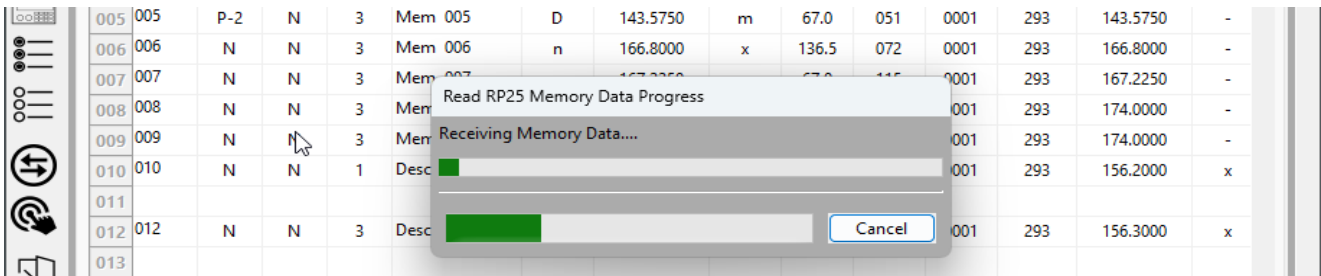 005 005 P-2 N 3 Mem 005 D 143.5750 m 67.0 051 0001 293 143.5750 -
006 006 N N 3 Mem 006 n 166.8000 x 136.5 072 0001 293 166.8000 -
007 007 N N 3 Mem 0001 293 167.2250 -
Read RP25 Memory Data Progress
008 008 N N 3 Mem 0001 293 174.0000 -
Receiving Memory Data....
009 009 N N 3 Mem 0001 293 174.0000 -
010 010 N N 1 Desc 0001 293 156.2000 x
011
012 012 N N 3 Desc Cancel 0001 293 156.3000 x
013